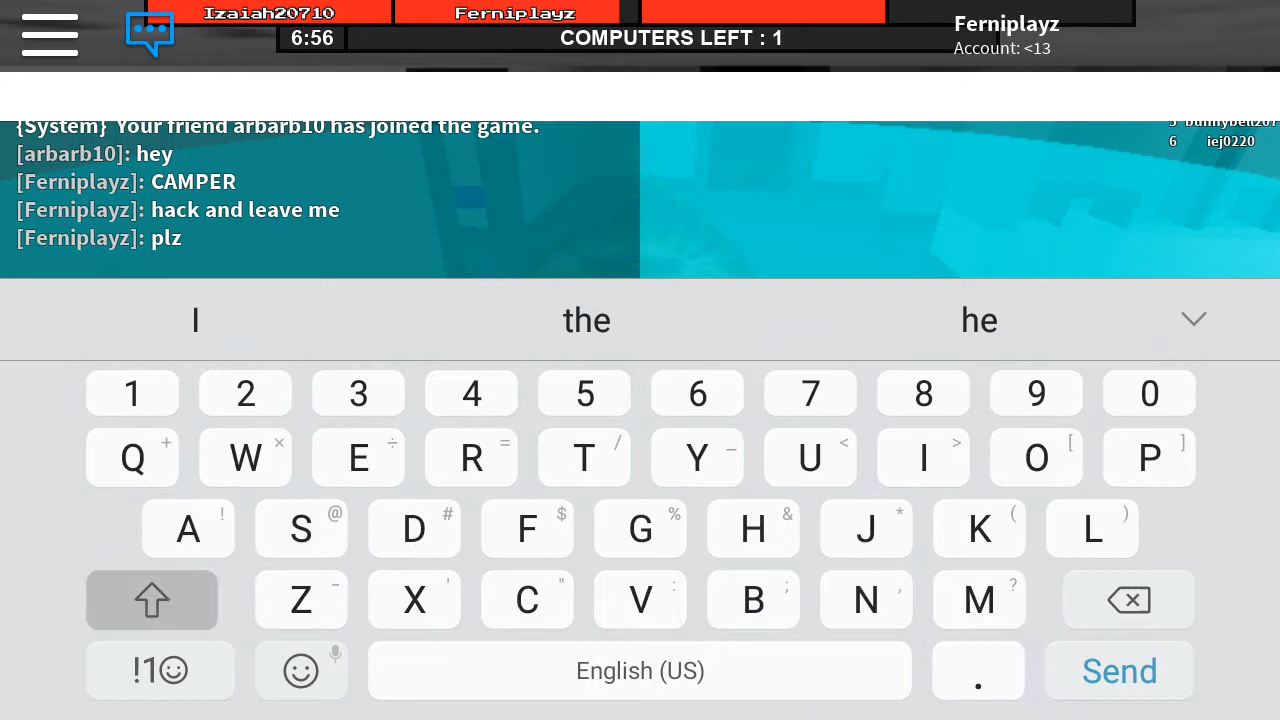 Izaiah20710 Ferniplayz
6:56 COMPUTERS LEFT : 1
Ferniplayz
Account: <13
{System} Your friend arbarb10 has joined the game.
[arbarb10]: hey
[Ferniplayz]: CAMPER
[Ferniplayz]: hack and leave me
[Ferniplayz]: plz
6 iej0220
I the he
1 2 3 4 5 6 7 8 9 0
Q + W × E ÷ R = T / Y _ U < I > O [ P ]
A ! S @ D # F $ G % H & J * K ( L )
Z - X ' C " V : B ; N , M ?
!1☺ English (US) . Send